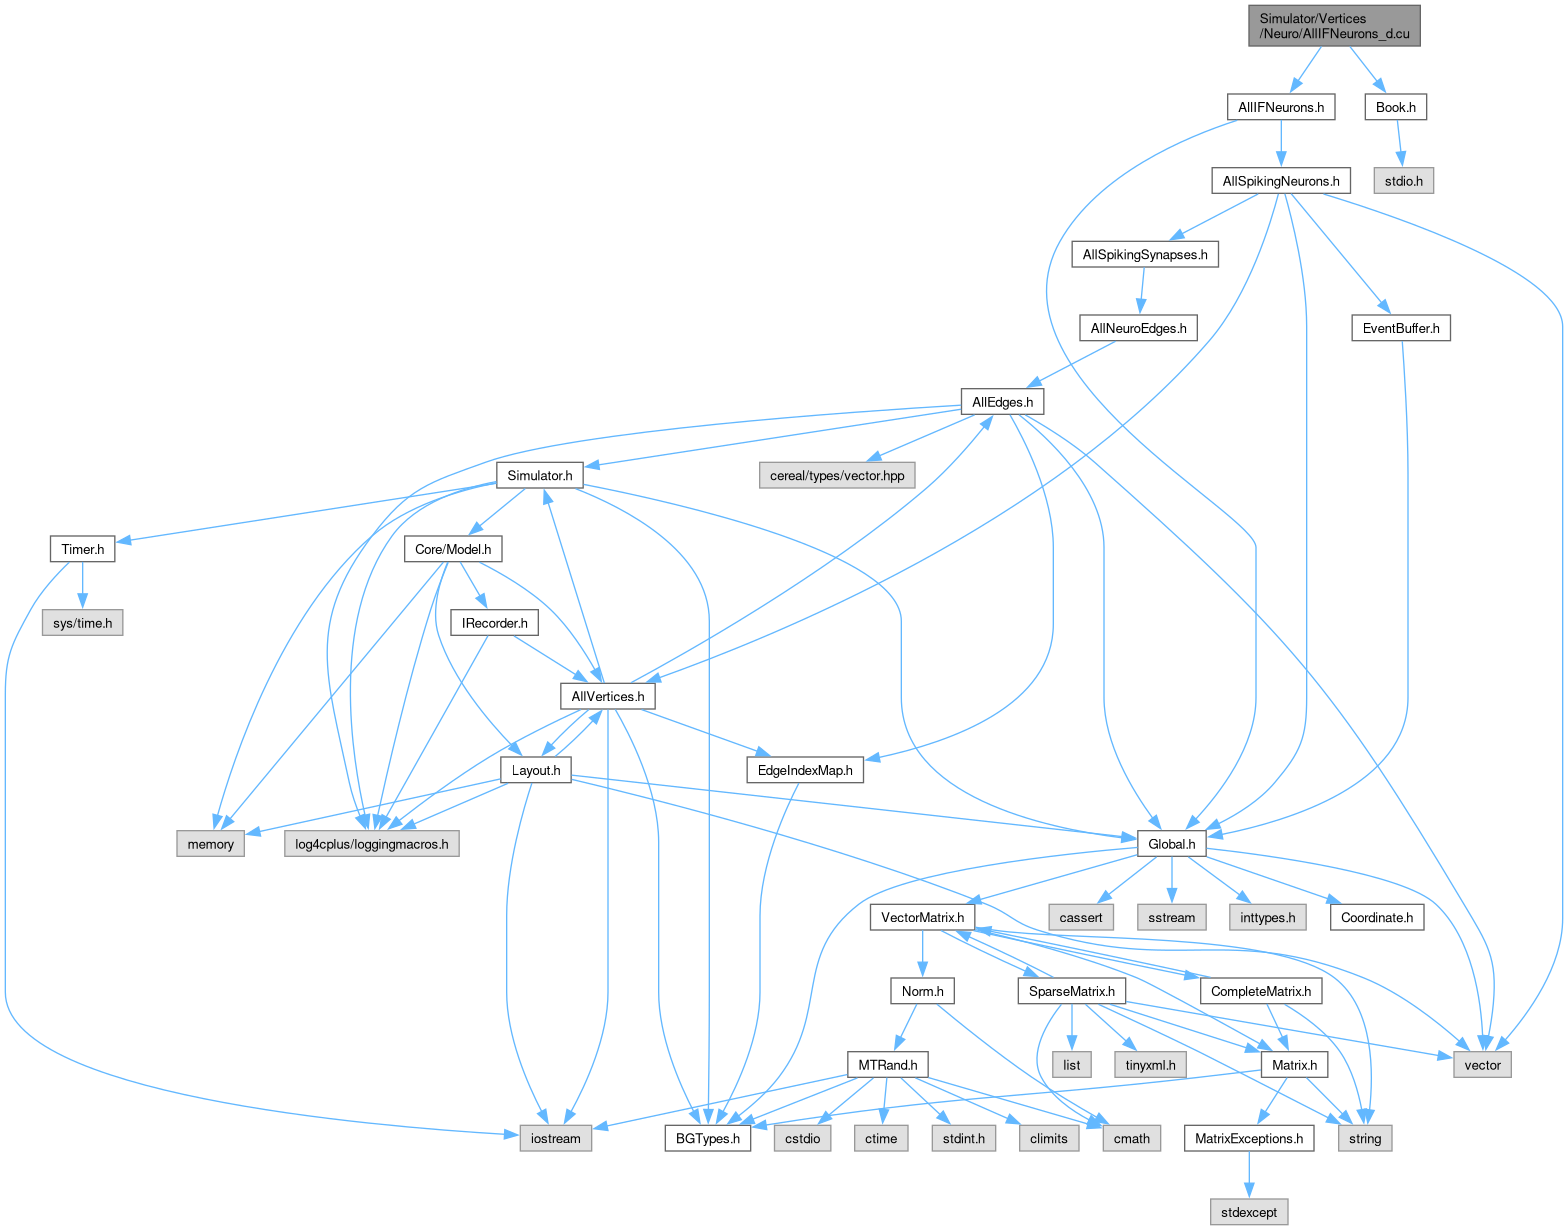 Simulator/Vertices
/Neuro/AllIFNeurons_d.cu
AllIFNeurons.h
Book.h
AllSpikingNeurons.h
stdio.h
AllSpikingSynapses.h
AllNeuroEdges.h
EventBuffer.h
AllEdges.h
Simulator.h
cereal/types/vector.hpp
Timer.h
Core/Model.h
sys/time.h
IRecorder.h
AllVertices.h
Layout.h
EdgeIndexMap.h
memory
log4cplus/loggingmacros.h
Global.h
VectorMatrix.h
cassert
sstream
inttypes.h
Coordinate.h
Norm.h
SparseMatrix.h
CompleteMatrix.h
MTRand.h
list
tinyxml.h
Matrix.h
vector
iostream
BGTypes.h
cstdio
ctime
stdint.h
climits
cmath
MatrixExceptions.h
string
stdexcept